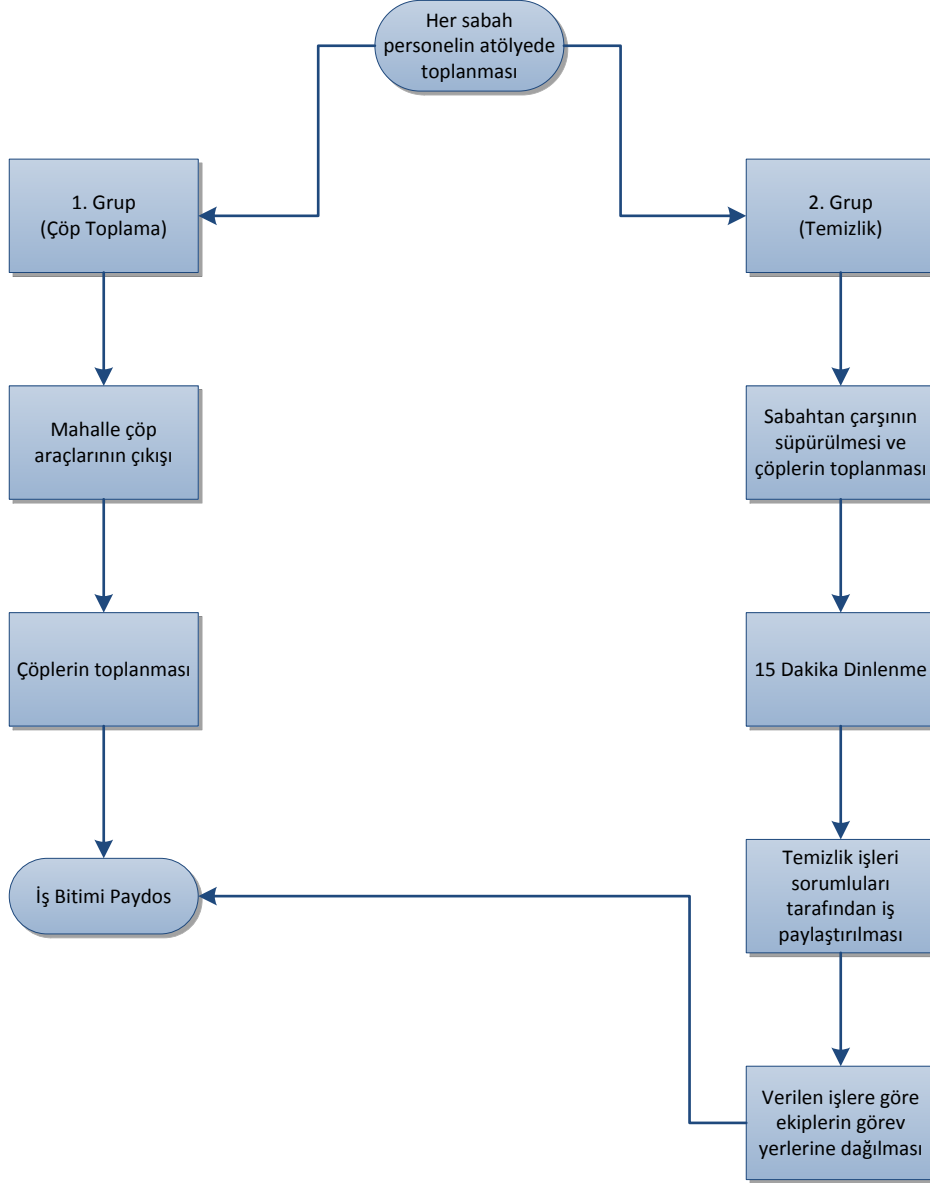 Her sabah
personelin atölyede
toplanması
1. Grup
(Çöp Toplama)
2. Grup
(Temizlik)
Mahalle çöp
araçlarının çıkışı
Sabahtan çarşının
süpürülmesi ve
çöplerin toplanması
Çöplerin toplanması
15 Dakika Dinlenme
İş Bitimi Paydos
Temizlik işleri
sorumluları
tarafından iş
paylaştırılması
Verilen işlere göre
ekiplerin görev
yerlerine dağılması